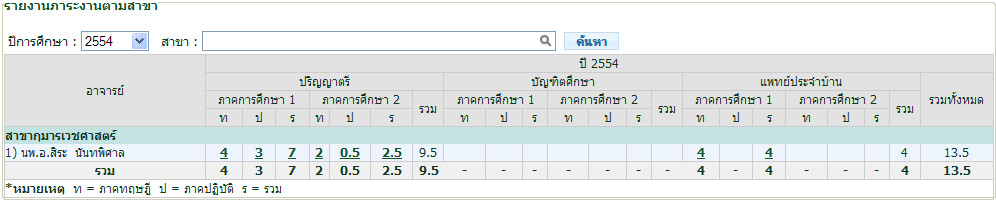 รายงานภาระงานตามสาขา
ปีการศึกษา : 2554 สาขา : ค้นหา
อาจารย์ ปี 2554
ปริญญาตรี บัณฑิตศึกษา แพทย์ประจำบ้าน รวมทั้งหมด
ภาคการศึกษา 1 ภาคการศึกษา 2 รวม ภาคการศึกษา 1 ภาคการศึกษา 2 รวม ภาคการศึกษา 1 ภาคการศึกษา 2 รวม
ท ป ร ท ป ร ท ป ร ท ป ร ท ป ร ท ป ร
สาขากุมารเวชศาสตร์
1) นพ.อ.สิระ นันทพิศาล 4 3 7 2 0.5 2.5 9.5 4 4 4 13.5
รวม 4 3 7 2 0.5 2.5 9.5 - - - - - - - 4 - 4 - - - 4 13.5
*หมายเหตุ ท = ภาคทฤษฎี ป = ภาคปฏิบัติ ร = รวม